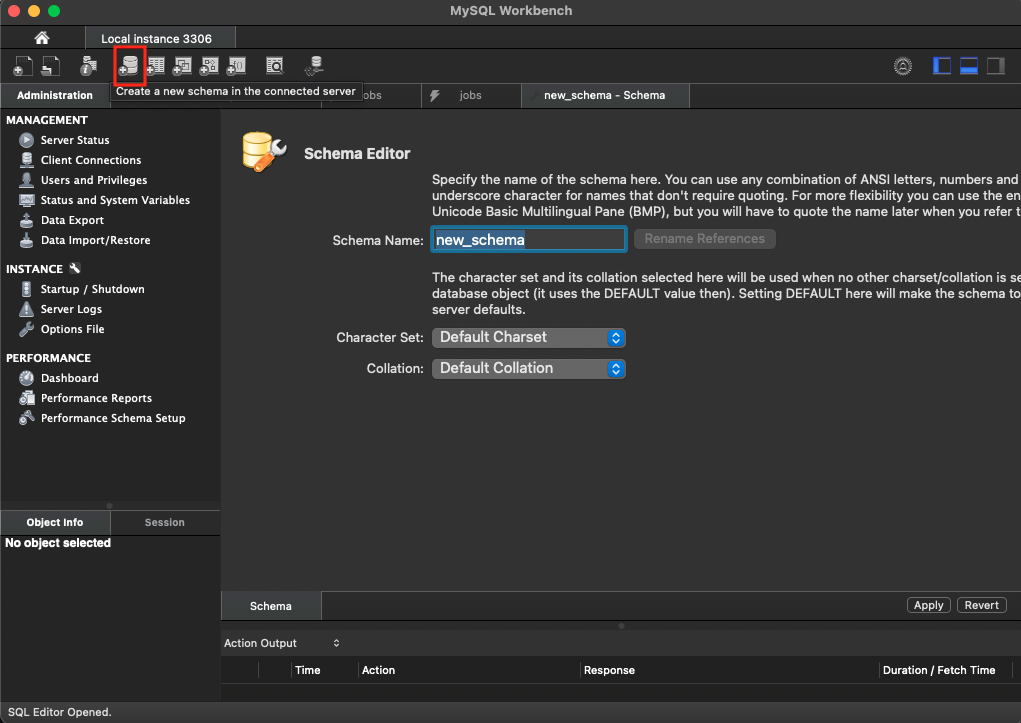 MySQL Workbench
Local instance 3306
Create a new schema in the connected server
Administration
jobs
new_schema - Schema
MANAGEMENT
Server Status
Client Connections
Users and Privileges
Status and System Variables
Data Export
Data Import/Restore
INSTANCE
Startup / Shutdown
Server Logs
Options File
PERFORMANCE
Dashboard
Performance Reports
Performance Schema Setup
Object Info
Session
No object selected
Schema Editor
Specify the name of the schema here. You can use any combination of ANSI letters, numbers and
underscore character for names that don't require quoting. For more flexibility you can use the en
Unicode Basic Multilingual Pane (BMP), but you will have to quote the name later when you refer t
Schema Name:
new_schema
Rename References
The character set and its collation selected here will be used when no other charset/collation is se
database object (it uses the DEFAULT value then). Setting DEFAULT here will make the schema to
server defaults.
Character Set:
Default Charset
Collation:
Default Collation
Schema
Apply
Revert
Action Output
Time
Action
Response
Duration / Fetch Time
SQL Editor Opened.